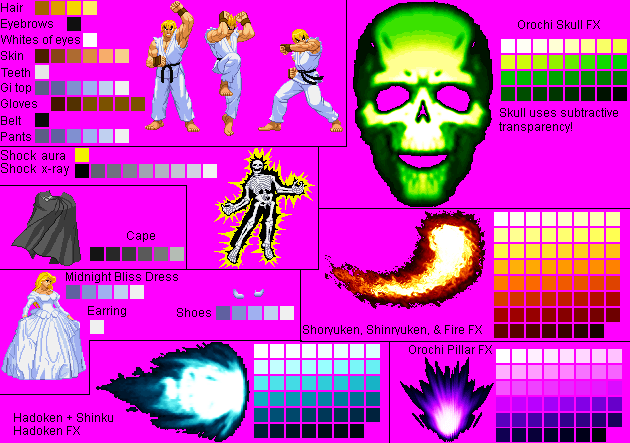 Hair
Eyebrows
Whites of eyes
Skin
Teeth
Gi top
Gloves
Belt
Pants
Orochi Skull FX
Skull uses subtractive
transparency!
Shock aura
Shock x-ray
Cape
Midnight Bliss Dress
Earring
Shoes
Shoryuken, Shinryuken, & Fire FX
Hadoken + Shinku
Hadoken FX
Orochi Pillar FX